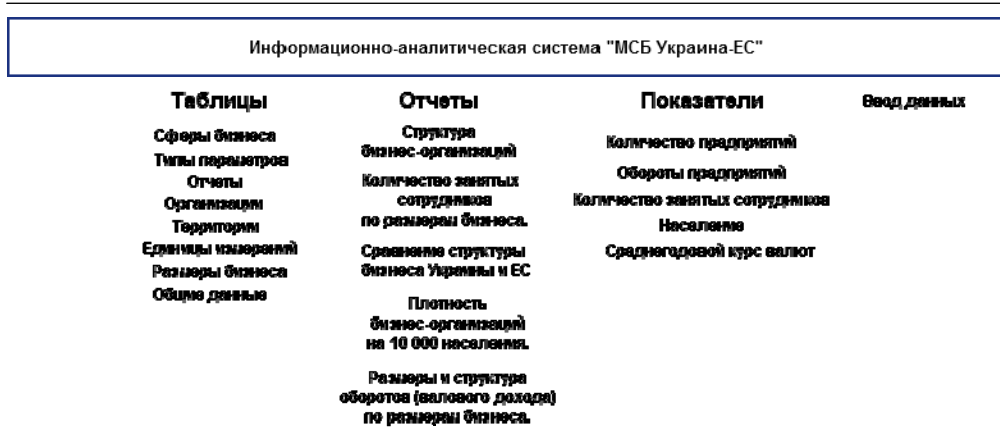 Информационно-аналитическая система "МСБ Украина-ЕС"
Таблицы
Сферы бизнеса
Типы параметров
Отчеты
Организации
Территории
Единицы измерений
Размеры бизнеса
Общие данные
Отчеты
Структура
бизнес-организаций
Количество занятых
сотрудников
по размерам бизнеса.
Сравнение структуры
бизнеса Украины и ЕС
Плотность
бизнес-организаций
на 10 000 населения.
Размеры и структура
оборотов (валового дохода)
по размерам бизнеса.
Показатели
Количество предприятий
Обороты предприятий
Количество занятых сотрудников
Население
Среднегодовой курс валют
Ввод данных